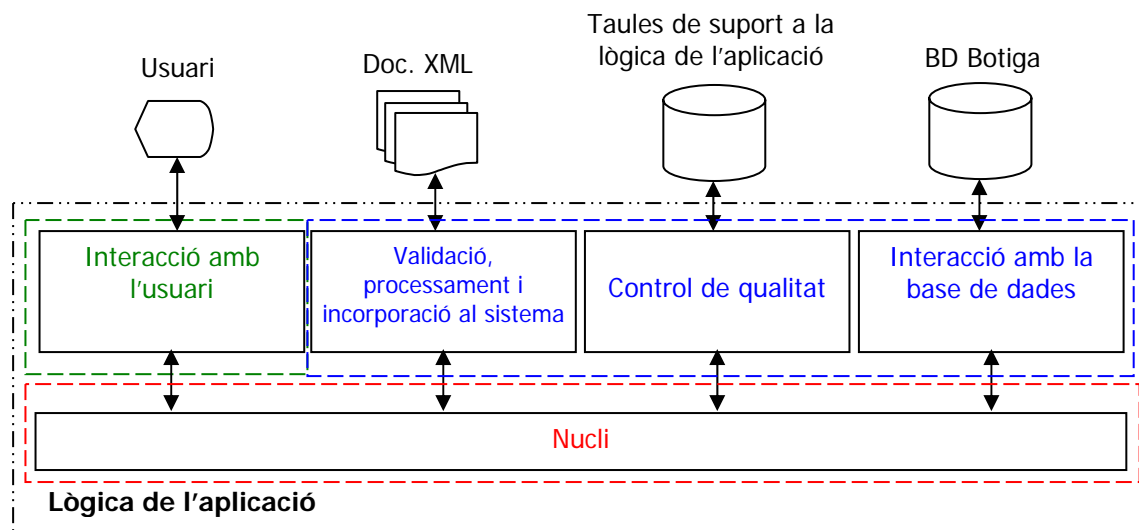 Usuari
Doc. XML
Taules de suport a la
lògica de l'aplicació
BD Botiga
Interacció amb
l'usuari
Validació,
processament i
incorporació al sistema
Control de qualitat
Interacció amb la
base de dades
Nucli
Lògica de l'aplicació